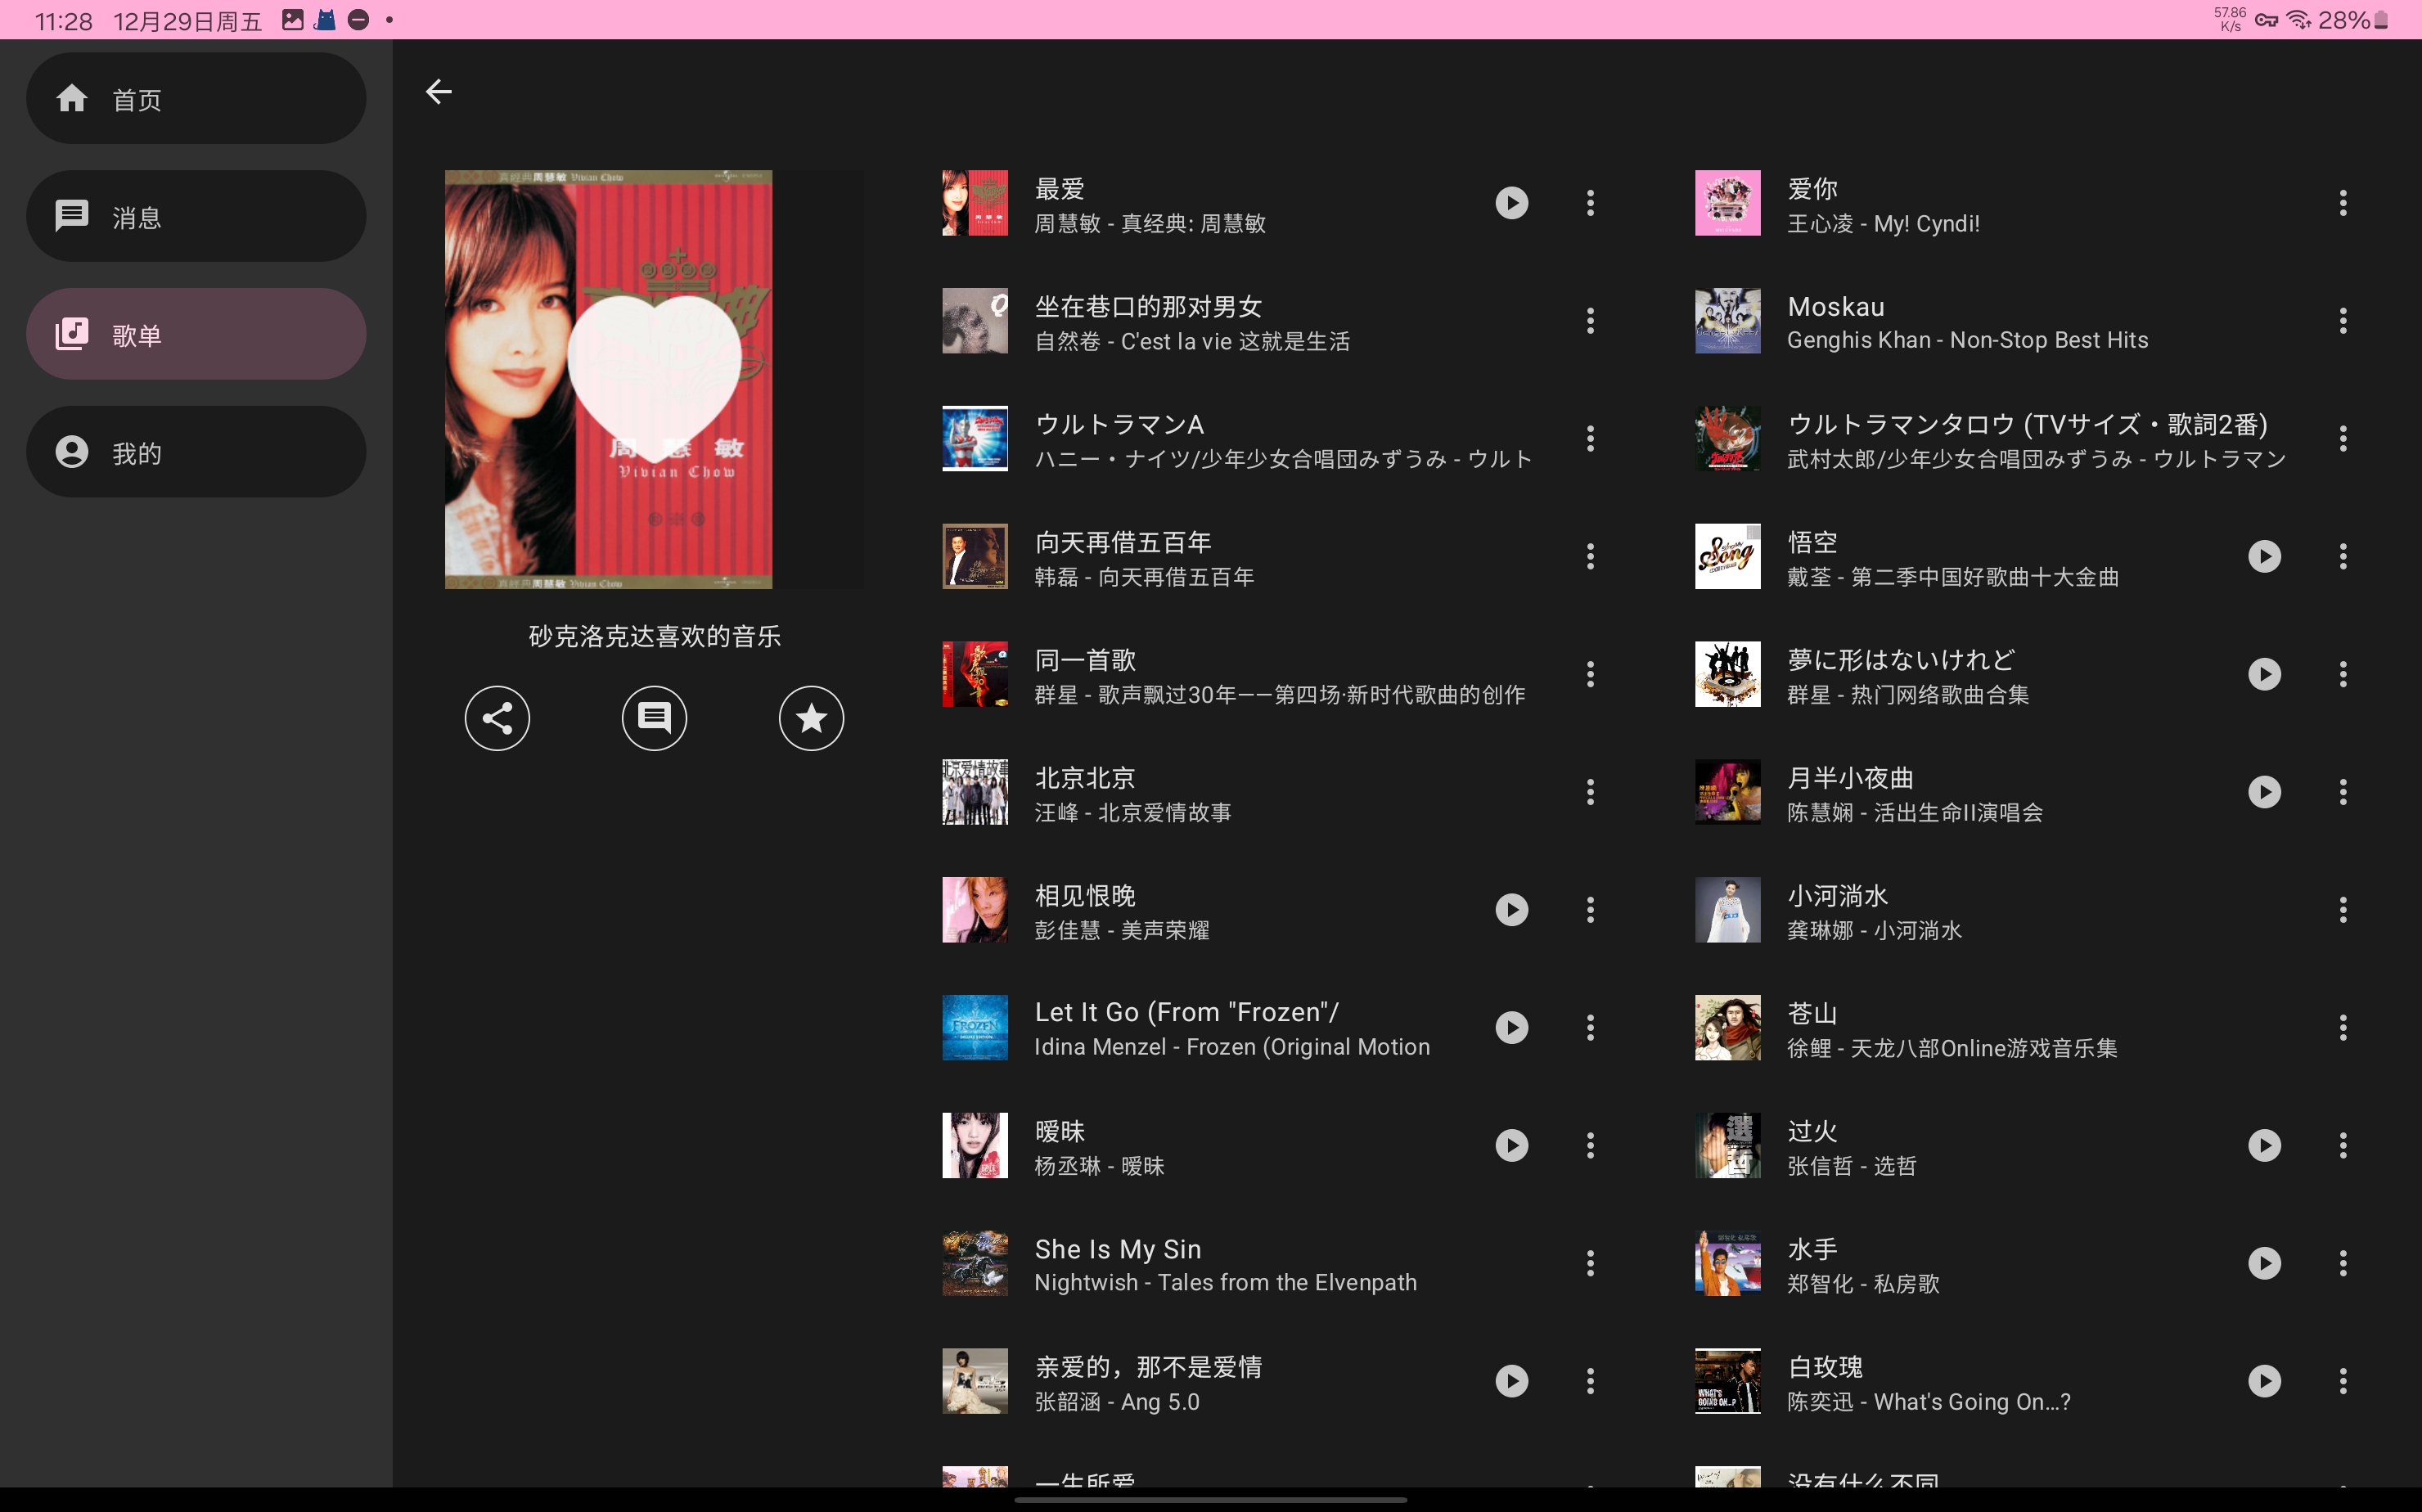 11:28 12月29日周五
57.86 K/s 28%
首页
消息
歌单
我的
真經典周慧敏 Vivian Chow
周慧敏
Vivian Chow
真經典周慧敏 Vivian Chow
砂克洛克达喜欢的音乐
最爱
周慧敏 - 真经典: 周慧敏
坐在巷口的那对男女
自然卷 - C'est la vie 这就是生活
ウルトラマンA
ハニー・ナイツ/少年少女合唱団みずうみ - ウルト
向天再借五百年
韩磊 - 向天再借五百年
同一首歌
群星 - 歌声飘过30年——第四场·新时代歌曲的创作
北京北京
汪峰 - 北京爱情故事
相见恨晚
彭佳慧 - 美声荣耀
Let It Go (From "Frozen"/
Idina Menzel - Frozen (Original Motion
暧昧
杨丞琳 - 暧昧
She Is My Sin
Nightwish - Tales from the Elvenpath
亲爱的，那不是爱情
张韶涵 - Ang 5.0
一生所爱
爱你
王心凌 - My! Cyndi!
Moskau
Genghis Khan - Non-Stop Best Hits
ウルトラマンタロウ (TVサイズ・歌詞2番)
武村太郎/少年少女合唱団みずうみ - ウルトラマン
悟空
戴荃 - 第二季中国好歌曲十大金曲
夢に形はないけれど
群星 - 热门网络歌曲合集
月半小夜曲
陈慧娴 - 活出生命II演唱会
小河淌水
龚琳娜 - 小河淌水
苍山
徐鲤 - 天龙八部Online游戏音乐集
过火
张信哲 - 选哲
水手
郑智化 - 私房歌
白玫瑰
陈奕迅 - What's Going On…?
没有什么不同